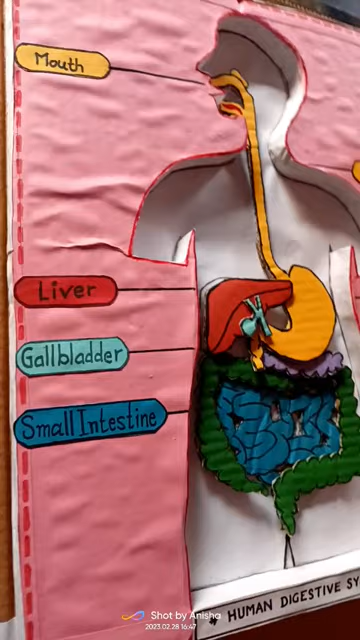 Mouth
Liver
Gallbladder
Small Intestine
HUMAN DIGESTIVE SY
Shot by Anisha
2023.02.28 16:47